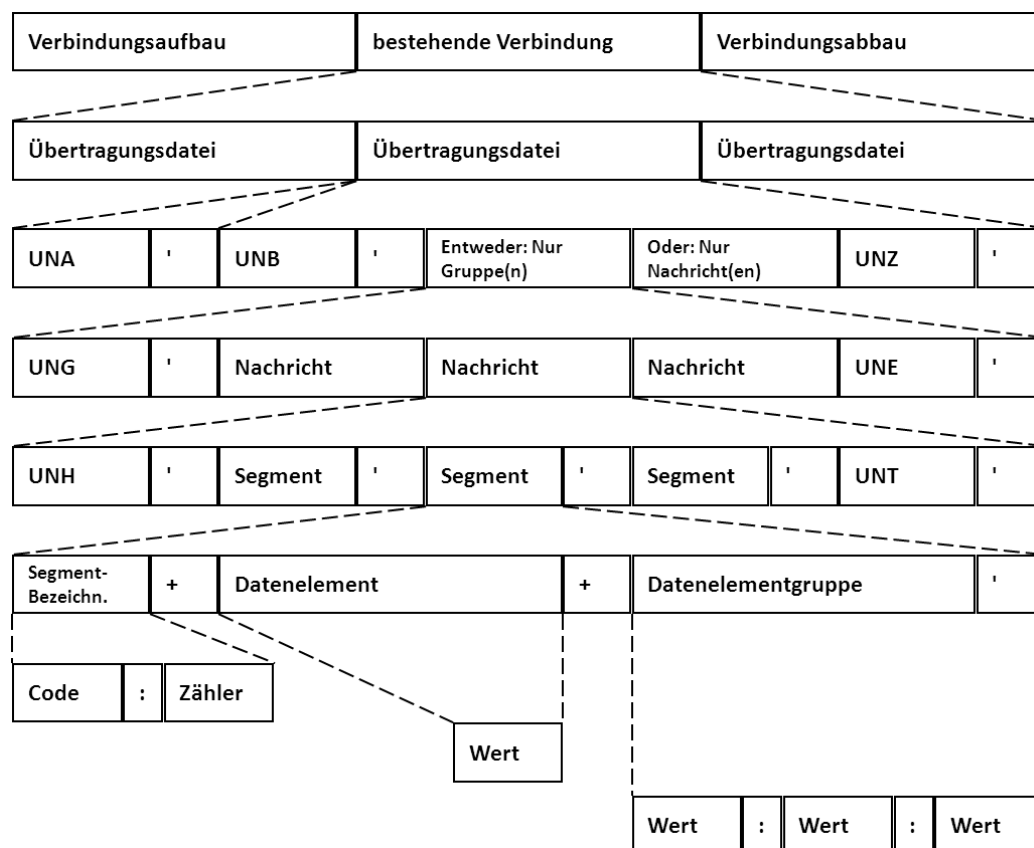 Verbindungsaufbau bestehende Verbindung Verbindungsabbau
Übertragungsdatei Übertragungsdatei Übertragungsdatei
UNA ' UNB ' Entweder: Nur Gruppe(n) Oder: Nur Nachricht(en) UNZ '
UNG ' Nachricht Nachricht Nachricht UNE '
UNH ' Segment ' Segment ' Segment ' UNT '
Segment-
Bezeichn. + Datenelement + Datenelementgruppe '
Code : Zähler
Wert
Wert : Wert : Wert